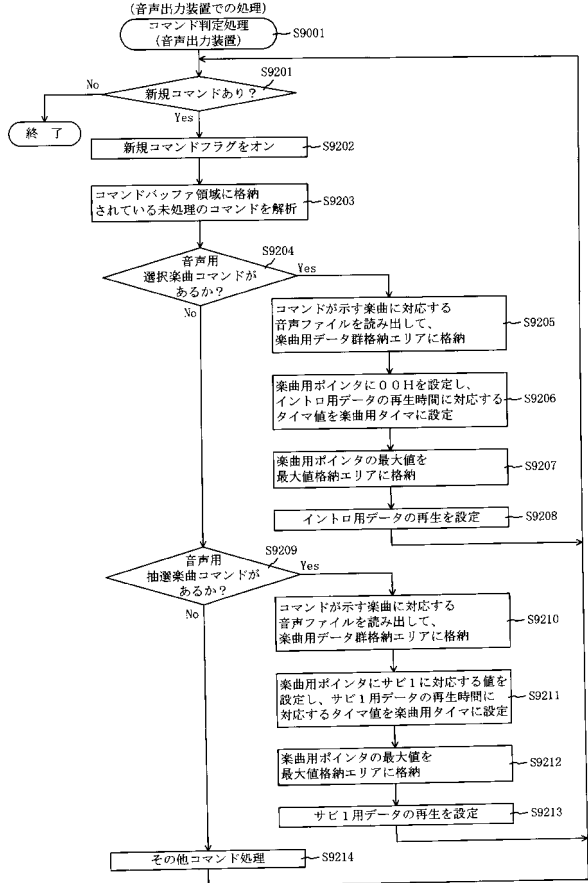 (音声出力装置での処理)
コマンド判定処理
(音声出力装置)
S9001
S9201
No
新規コマンドあり?
Yes
終 了
新規コマンドフラグをオン
S9202
コマンドバッファ領域に格納
されている未処理のコマンドを解析
S9203
S9204
音声用
選択楽曲コマンドが
あるか?
Yes
No
コマンドが示す楽曲に対応する
音声ファイルを読み出して、
楽曲用データ群格納エリアに格納
S9205
楽曲用ポインタに00Hを設定し、
イントロ用データの再生時間に対応する
タイマ値を楽曲用タイマに設定
S9206
楽曲用ポインタの最大値を
最大値格納エリアに格納
S9207
イントロ用データの再生を設定
S9208
S9209
音声用
抽選楽曲コマンドが
あるか?
Yes
No
コマンドが示す楽曲に対応する
音声ファイルを読み出して、
楽曲用データ群格納エリアに格納
S9210
楽曲用ポインタにサビ1に対応する値を
設定し、サビ1用データの再生時間に
対応するタイマ値を楽曲用タイマに設定
S9211
楽曲用ポインタの最大値を
最大値格納エリアに格納
S9212
サビ1用データの再生を設定
S9213
その他コマンド処理
S9214